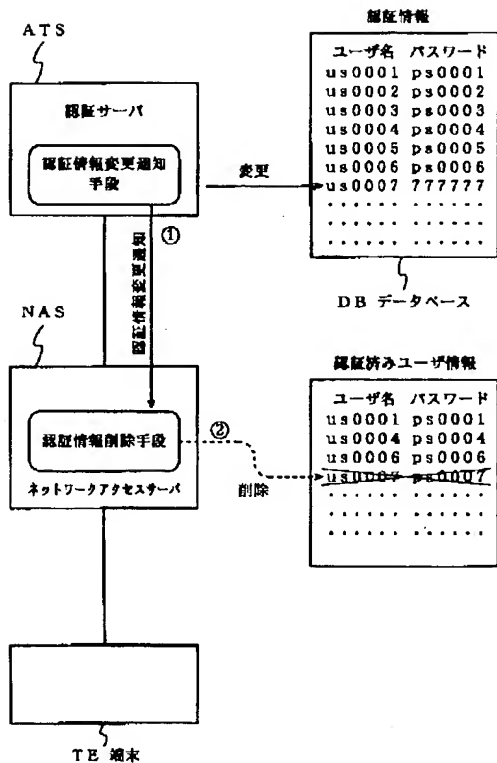 ATS
認証サーバ
認証情報変更通知
手段
変更
①
認証情報変更通知
認証情報
ユーザ名 パスワード
us0001 ps0001
us0002 ps0002
us0003 ps0003
us0004 ps0004
us0005 ps0005
us0006 ps0006
us0007 777777
...... ......
...... ......
...... ......
DB データベース
NAS
認証情報削除手段
②
削除
ネットワークアクセスサーバ
認証済みユーザ情報
ユーザ名 パスワード
us0001 ps0001
us0004 ps0004
us0006 ps0006
us0007 ps0007
...... ......
...... ......
...... ......
TE 端末